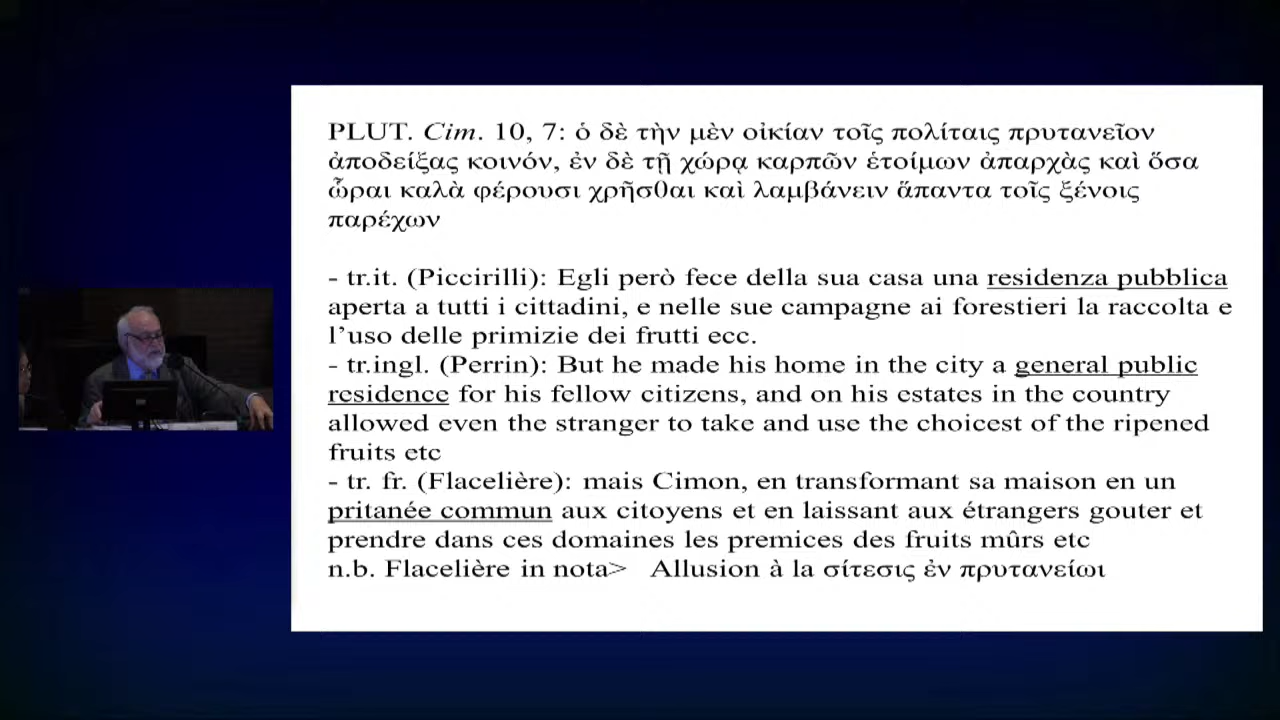 PLUT. Cim. 10, 7: ὁ δὲ τὴν μὲν οἰκίαν τοῖς πολίταις πρυτανεῖον
ἀποδείξας κοινόν, ἐν δὲ τῇ χώρᾳ καρπῶν ἑτοίμων ἀπαρχὰς καὶ ὅσα
ὧραι καλὰ φέρουσι χρῆσθαι καὶ λαμβάνειν ἅπαντα τοῖς ξένοις
παρέχων
- tr.it. (Piccirilli): Egli però fece della sua casa una residenza pubblica
aperta a tutti i cittadini, e nelle sue campagne ai forestieri la raccolta e
l’uso delle primizie dei frutti ecc.
- tr.ingl. (Perrin): But he made his home in the city a general public
residence for his fellow citizens, and on his estates in the country
allowed even the stranger to take and use the choicest of the ripened
fruits etc
- tr. fr. (Flacelière): mais Cimon, en transformant sa maison en un
pritanée commun aux citoyens et en laissant aux étrangers gouter et
prendre dans ces domaines les premices des fruits mûrs etc
n.b. Flacelière in nota> Allusion à la σίτεσις ἐν πρυτανείωι